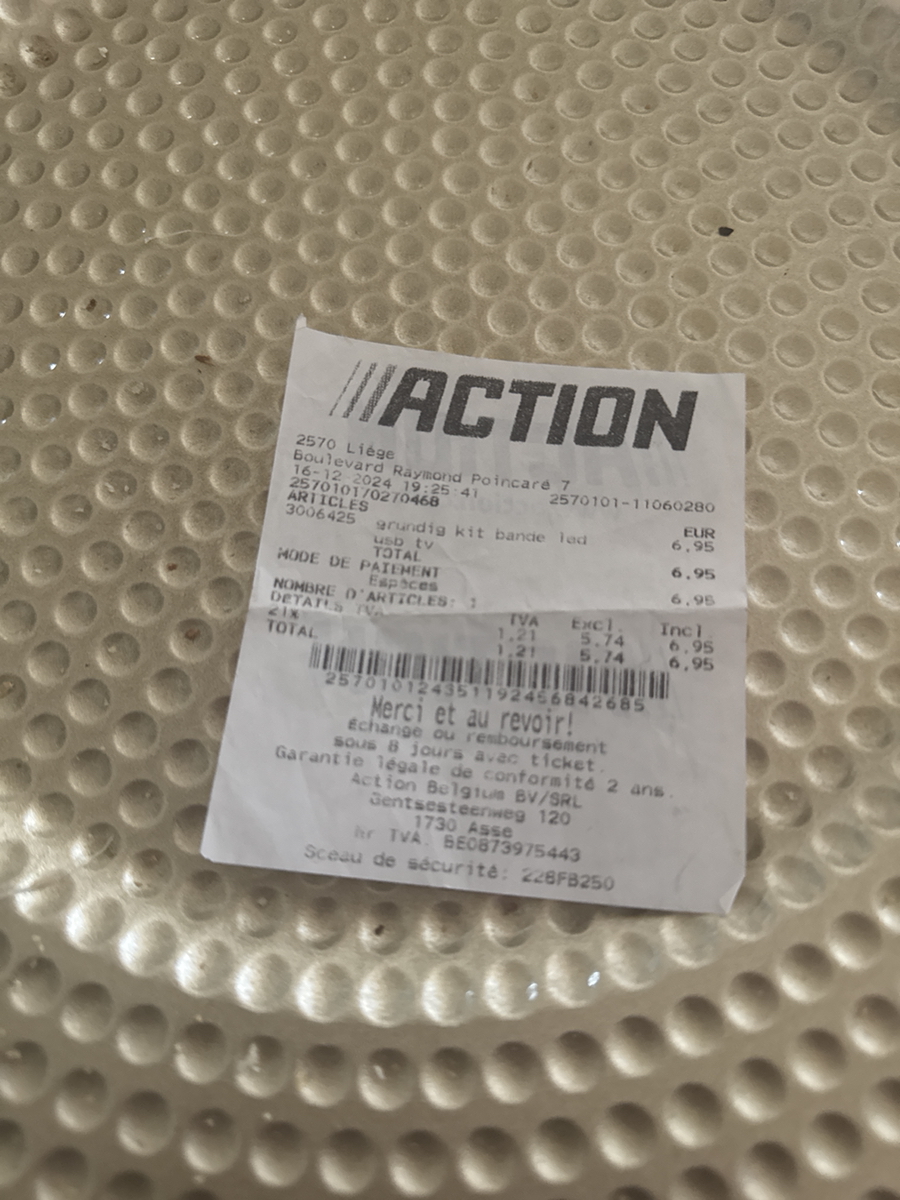 ACTION
2570 Liège
Boulevard Raymond Poincaré 7
16-12-2024 19:25:41 2570101-11060280
257010170270468
ARTICLES EUR
3006425 grundig kit bande led 6,95
usb tv
TOTAL 6,95
MODE DE PAIEMENT
Espèces 6,95
NOMBRE D'ARTICLES: 1
DÉTAILS TVA TVA Excl. Incl.
21% 1,21 5,74 6,95
TOTAL 1,21 5,74 6,95
257010124351192456842685
Merci et au revoir!
Échange ou remboursement
sous 8 jours avec ticket.
Garantie légale de conformité 2 ans.
Action Belgium BV/SRL
Gentsesteenweg 120
1730 Asse
Nr TVA. BE0873975443
Sceau de sécurité: 228FB250